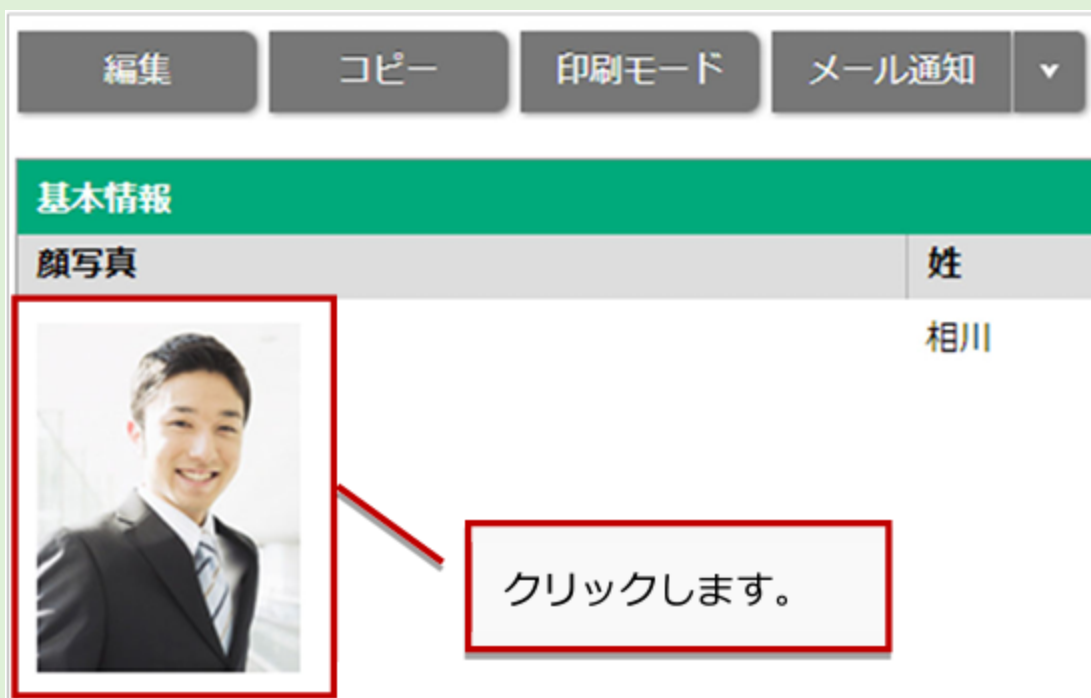 編集 コピー 印刷モード メール通知
基本情報
顔写真 姓
相川
クリックします。